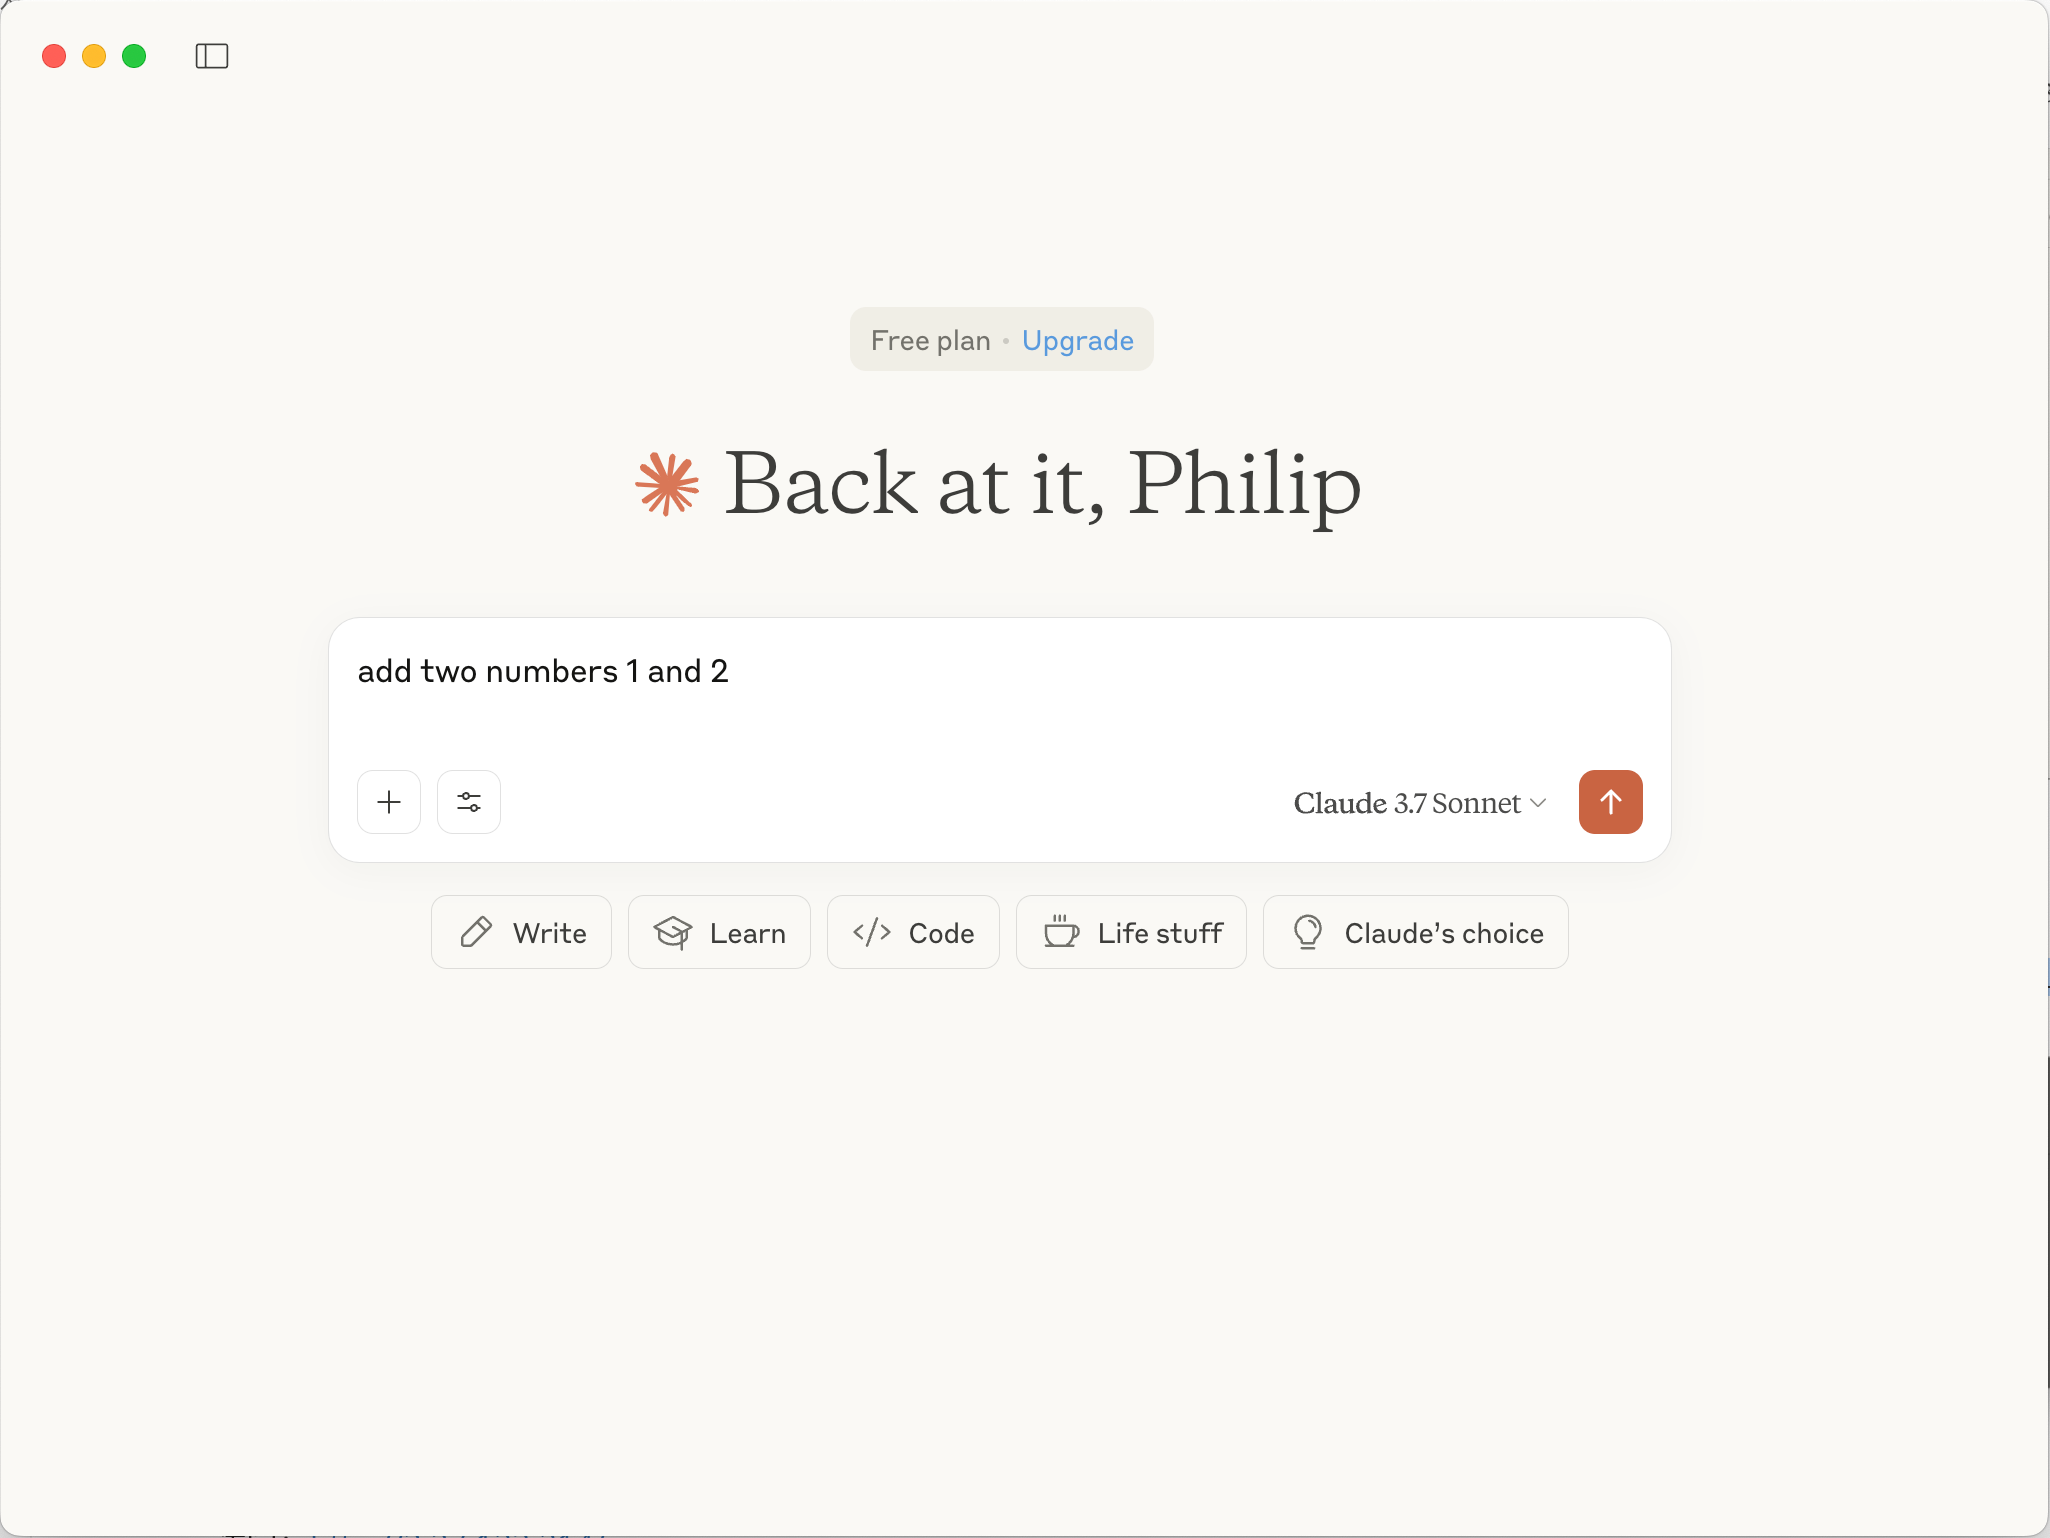 Free plan • Upgrade
Back at it, Philip
add two numbers 1 and 2
Claude 3.7 Sonnet
Write
Learn
Code
Life stuff
Claude’s choice